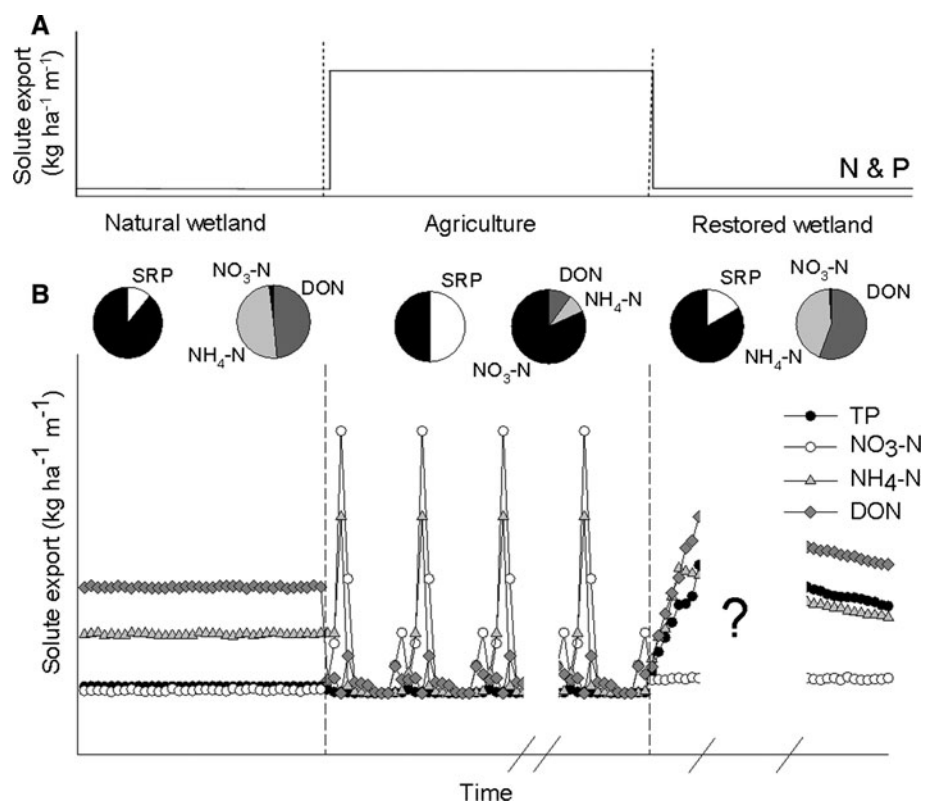 A
Solute export
(kg ha-1 m-1)
N & P
Natural wetland
Agriculture
Restored wetland
B
SRP
NO3-N
DON
NH4-N
SRP
DON
NH4-N
NO3-N
SRP
NO3-N
DON
NH4-N
Solute export (kg ha-1 m-1)
TP
NO3-N
NH4-N
DON
?
Time